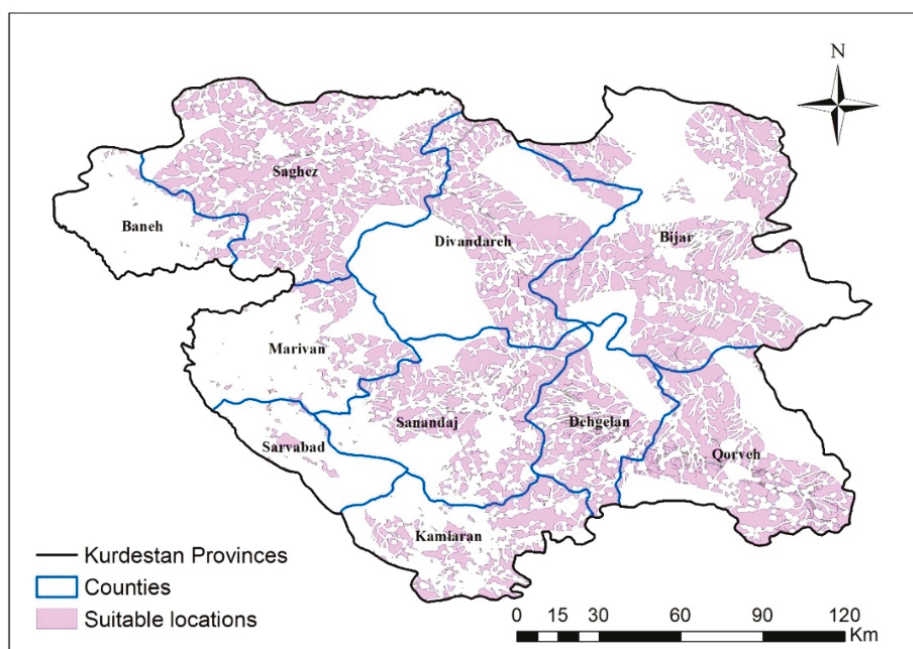 N
Saghez
Baneh
Divandareh
Bijar
Marivan
Sanandaj
Dehgelan
Sarvabad
Qorveh
Kamiaran
Kurdestan Provinces
Counties
Suitable locations
0 15 30 60 90 120
Km